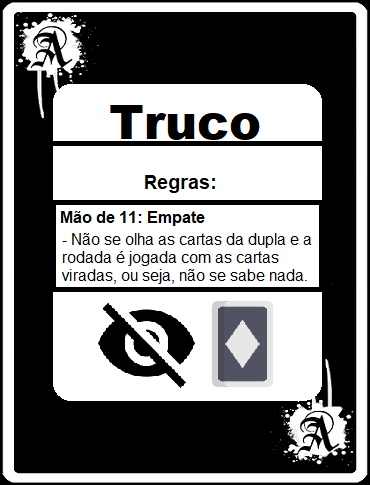 A
Truco
Regras:
Mão de 11: Empate
- Não se olha as cartas da dupla e a
rodada é jogada com as cartas
viradas, ou seja, não se sabe nada.
A